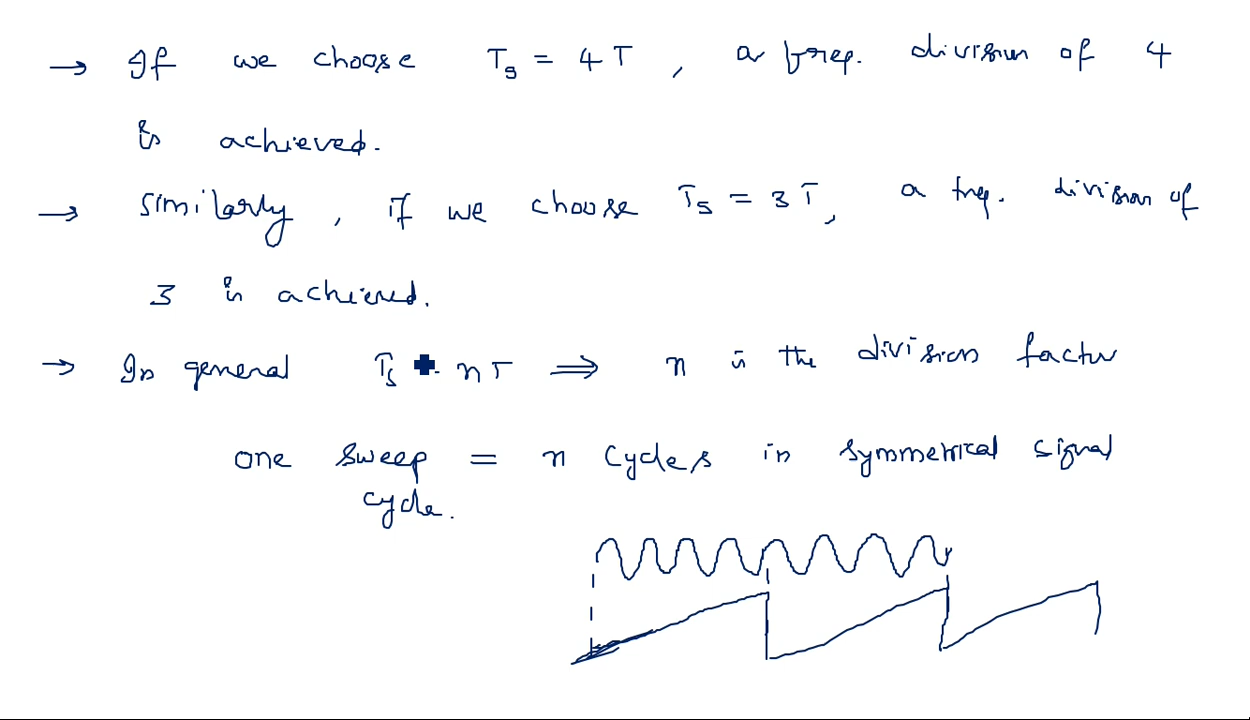 → If we choose Ts = 4T, a freq. division of 4
is achieved.
→ Similarly, if we choose Ts = 3T, a freq. division of
3 is achieved.
→ In general Ts = nT ⟹ n is the division factor
one sweep = n cycles in symmetrical signal
cycle.